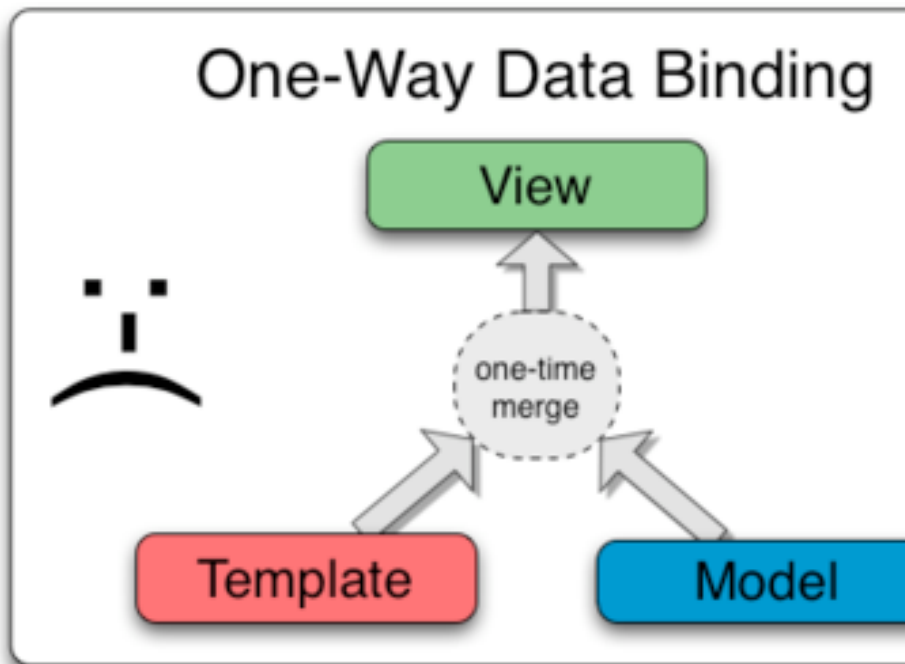 One-Way Data Binding
View
one-time
merge
Template
Model